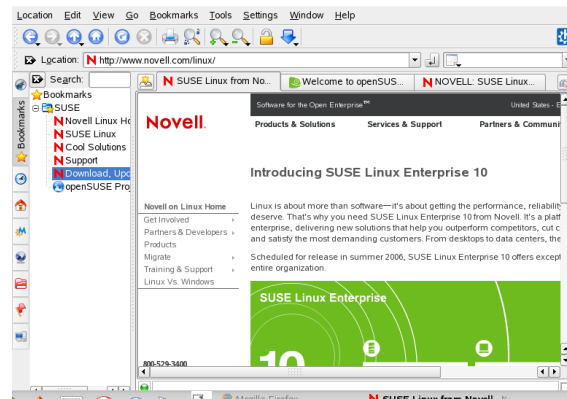 Location Edit View Go Bookmarks Tools Settings Window Help
Location: http://www.novell.com/linux/
Search:
SUSE Linux from No... Welcome to openSUS... NOVELL: SUSE Linux...
Bookmarks
Bookmarks
SUSE
Novell Linux Ho
SUSE Linux
Cool Solutions
Support
Download, Upd
openSUSE Proj
Software for the Open Enterprise™ United States - E
Novell.
Products & Solutions Services & Support Partners & Communi
Introducing SUSE Linux Enterprise 10
Novell on Linux Home
Get Involved
Partners & Developers
Products
Migrate
Training & Support
Linux Vs. Windows
800-529-3400
Linux is about more than software—it's about getting the performance, reliabilit
deserve. That's why you need SUSE Linux Enterprise 10 from Novell. It's a platf
enterprise, delivering new solutions that help you outperform competitors, cut c
and satisfy the most demanding customers. From desktops to data centers, the
Scheduled for release in summer 2006, SUSE Linux Enterprise 10 offers except
entire organization.
SUSE Linux Enterprise
10
Mozilla Firefox SUSE Linux from Novell